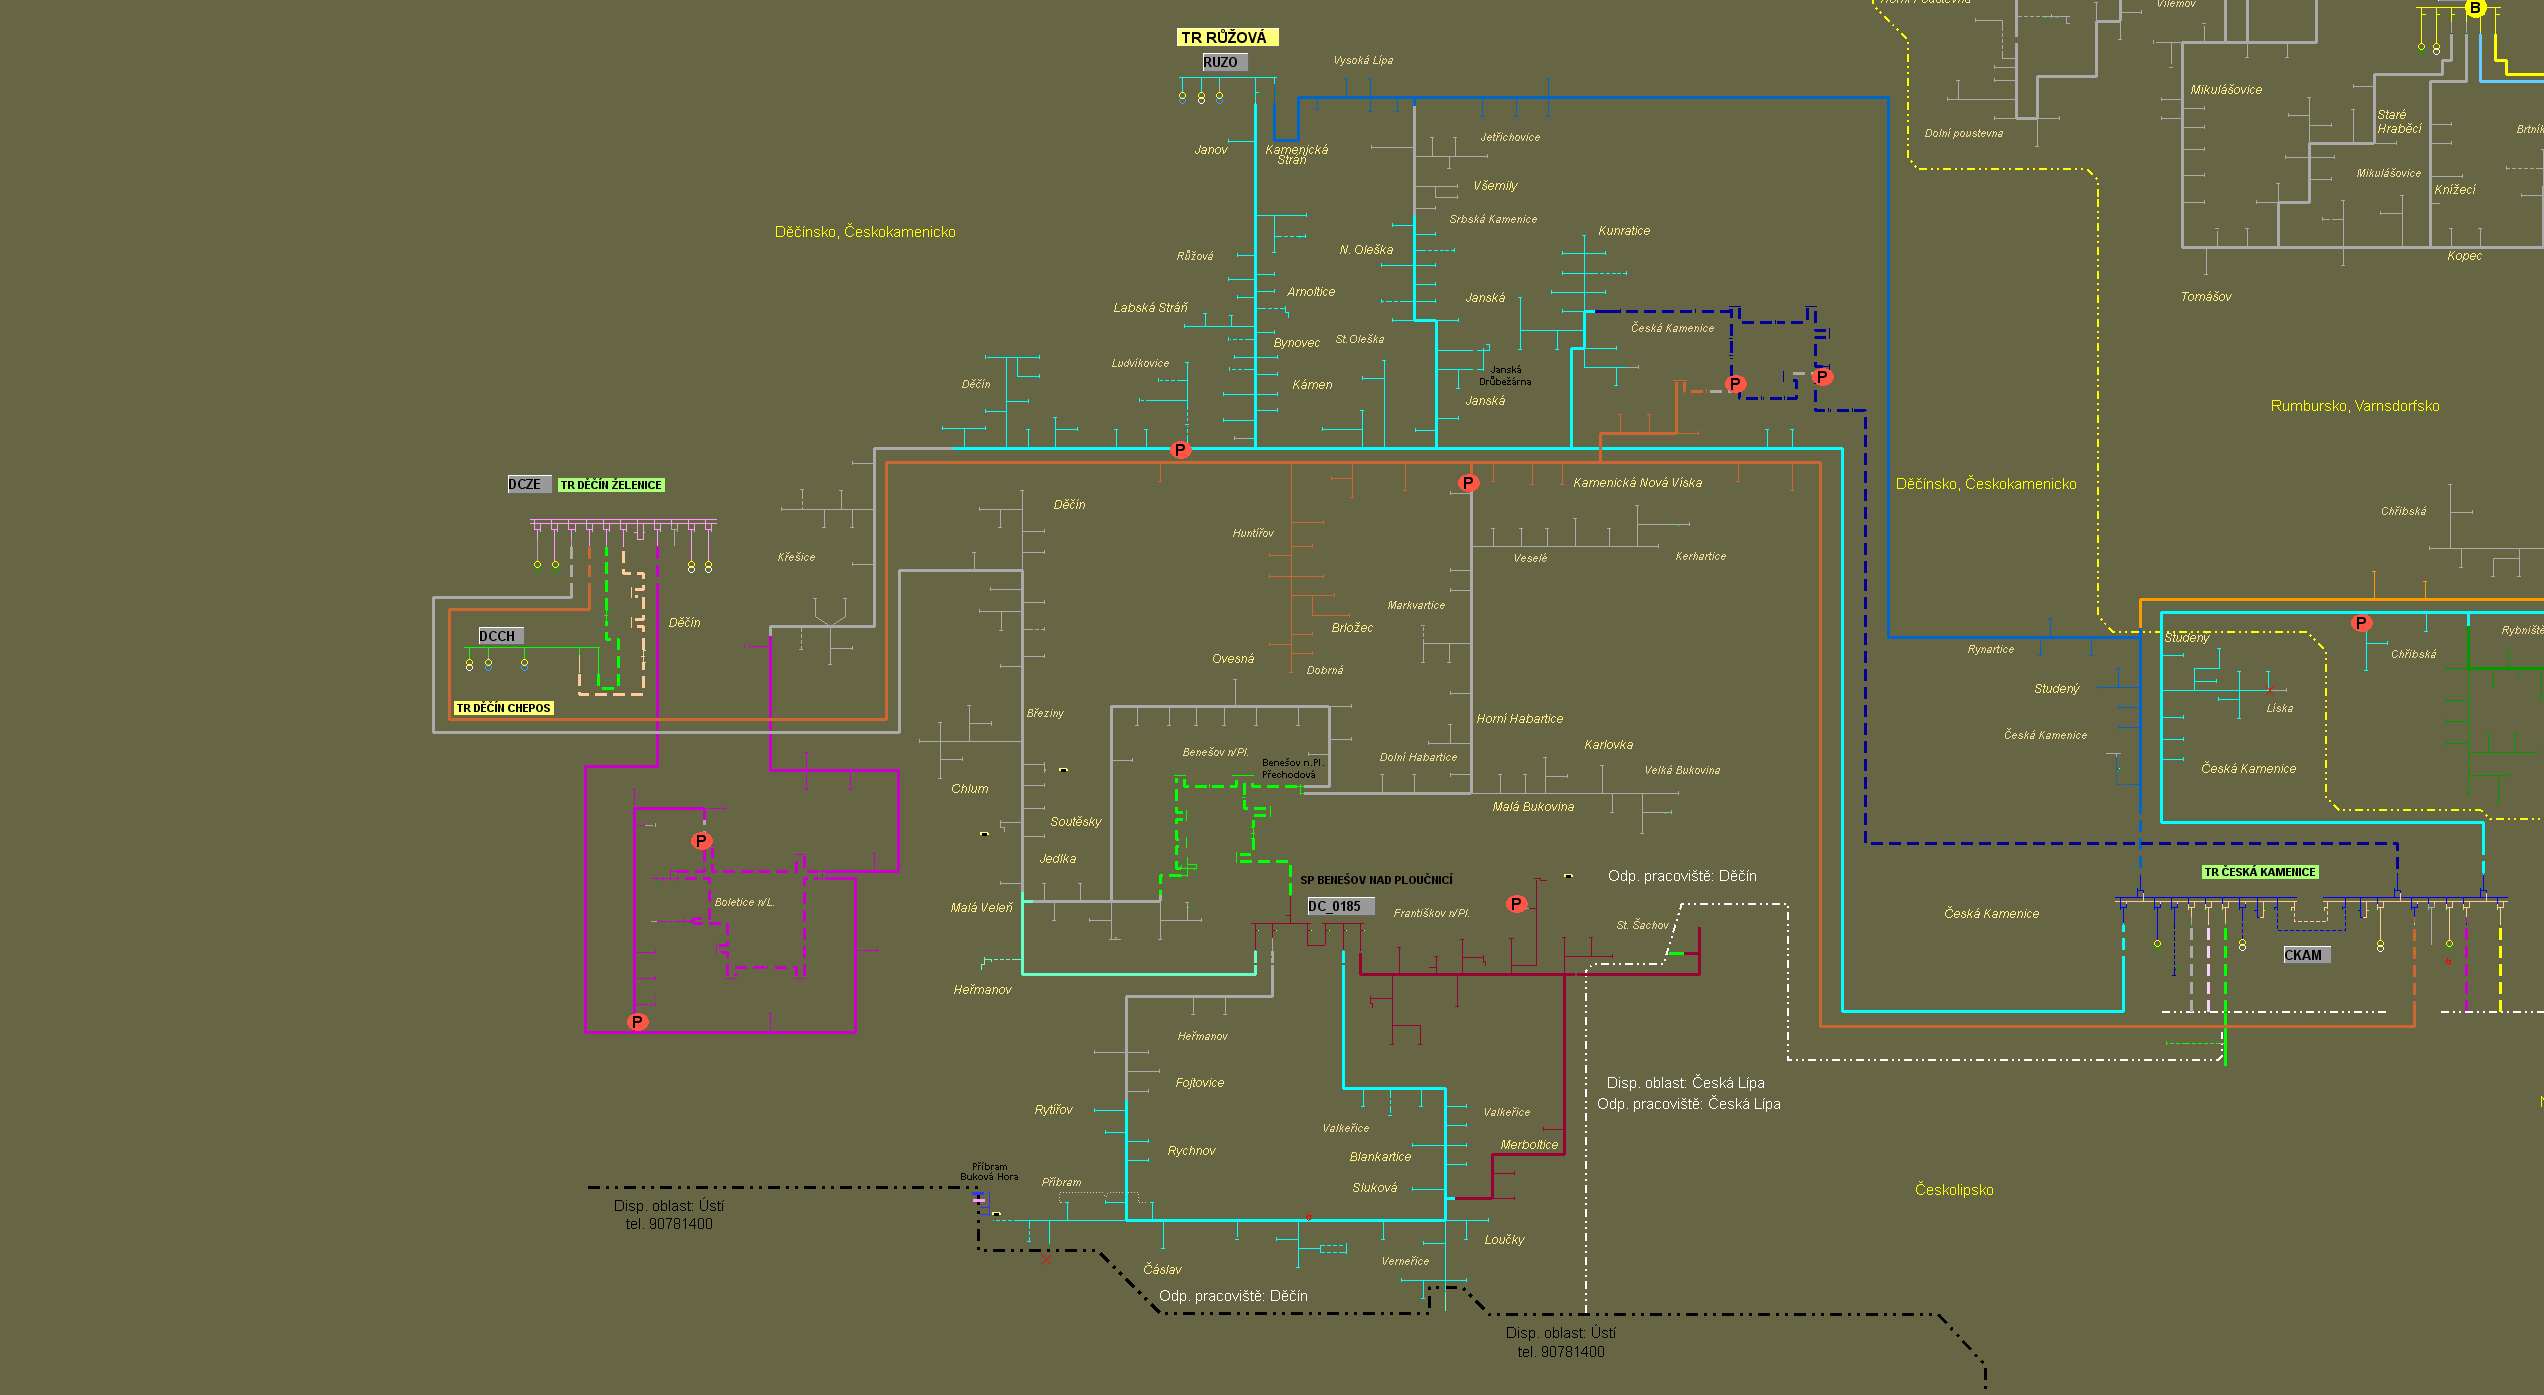 Vilémov
B
TR RŮŽOVÁ
RUZO
Vysoká Lípa
Mikulášovice
Staré
Hraběcí
Janov
Kamenická
Stráň
Jetřichovice
Dolní poustevna
Mikulášovice
Knížecí
Všemily
Srbská Kamenice
Děčínsko, Českokamenicko
Kunratice
N. Oleška
Růžová
Kopec
Arnoltice
Janská
Tomášov
Labská Stráň
Česká Kamenice
Bynovec
St.Oleška
Ludvíkovice
Janská
Drůbežárna
Děčín
Kámen
P
P
Janská
Rumbursko, Varnsdorfsko
P
DCZE
TR DĚČÍN ŽELENICE
P
Kamenická Nová Víska
Děčínsko, Českokamenicko
Děčín
Chřibská
Huntířov
Křešice
Veselé
Kerhartice
Markvartice
Děčín
Brložec
P
DCCH
Studený
Rybniště
Rynartice
Chřibská
Ovesná
Dobrná
Studený
TR DĚČÍN CHEPOS
Březiny
Horní Habartice
Líska
Česká Kamenice
Benešov n/Pl.
Dolní Habartice
Karlovka
Benešov n.Pl.
Přechodová
Velká Bukovina
Česká Kamenice
Chlum
Malá Bukovina
Soutěsky
P
Jedlka
SP BENEŠOV NAD PLOUČNICÍ
Odp. pracoviště: Děčín
TR ČESKÁ KAMENICE
Boletice n/L.
Malá Veleň
DC_0185
Františkov n/Pl.
P
St. Šachov
Česká Kamenice
CKAM
Heřmanov
P
Heřmanov
Fojtovice
Disp. oblast: Česká Lípa
Odp. pracoviště: Česká Lípa
Rytířov
Valkeřice
Valkeřice
Merboltice
Rychnov
Blankartice
Příbram
Buková Hora
Příbram
Sluková
Českolipsko
Disp. oblast: Ústí
tel. 90781400
Loučky
Verneřice
Čáslav
Odp. pracoviště: Děčín
Disp. oblast: Ústí
tel. 90781400